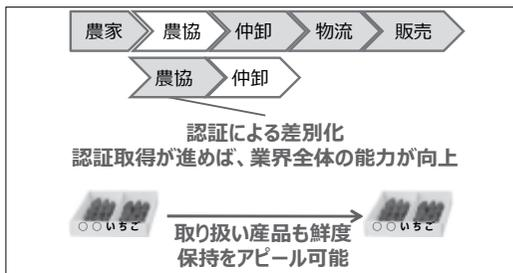 農家 農協 仲卸 物流 販売
農協 仲卸
認証による差別化
認証取得が進めば、業界全体の能力が向上
○○いちご ○○いちご
取り扱い産品も鮮度
保持をアピール可能